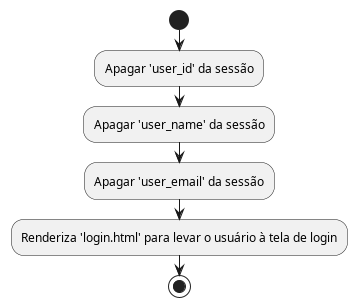 Apagar 'user_id' da sessão
Apagar 'user_name' da sessão
Apagar 'user_email' da sessão
Renderiza 'login.html' para levar o usuário à tela de login